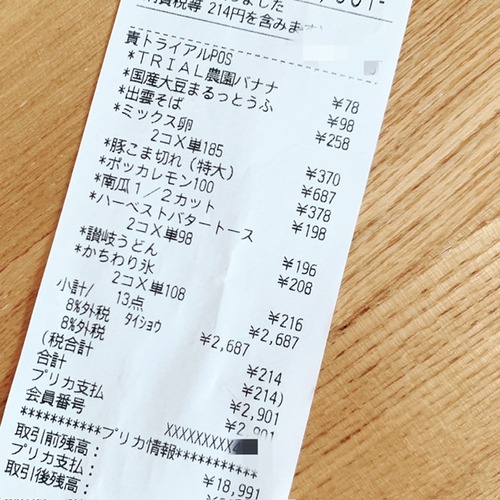 しました
消費税等 214円を含みます
責トライアルPOS
*TRIAL農園バナナ ¥78
*国産大豆まるっとうふ ¥98
*出雲そば ¥258
*ミックス卵
2コX単185 ¥370
*豚こま切れ(特大) ¥687
*ポッカレモン100 ¥378
*南瓜1/2カット ¥198
*ハーベストバタートース
2コX単98 ¥196
*讃岐うどん ¥208
*かちわり氷
2コX単108 ¥216
小計/ 13点 ¥2,687
8%外税 タイショウ ¥2,687
8%外税 ¥214
(税合計 ¥214)
合計 ¥2,901
プリカ支払 ¥2,901
会員番号 XXXXXXXXX
***********プリカ情報***********
取引前残高: ¥18,991
プリカ支払:
取引後残高: